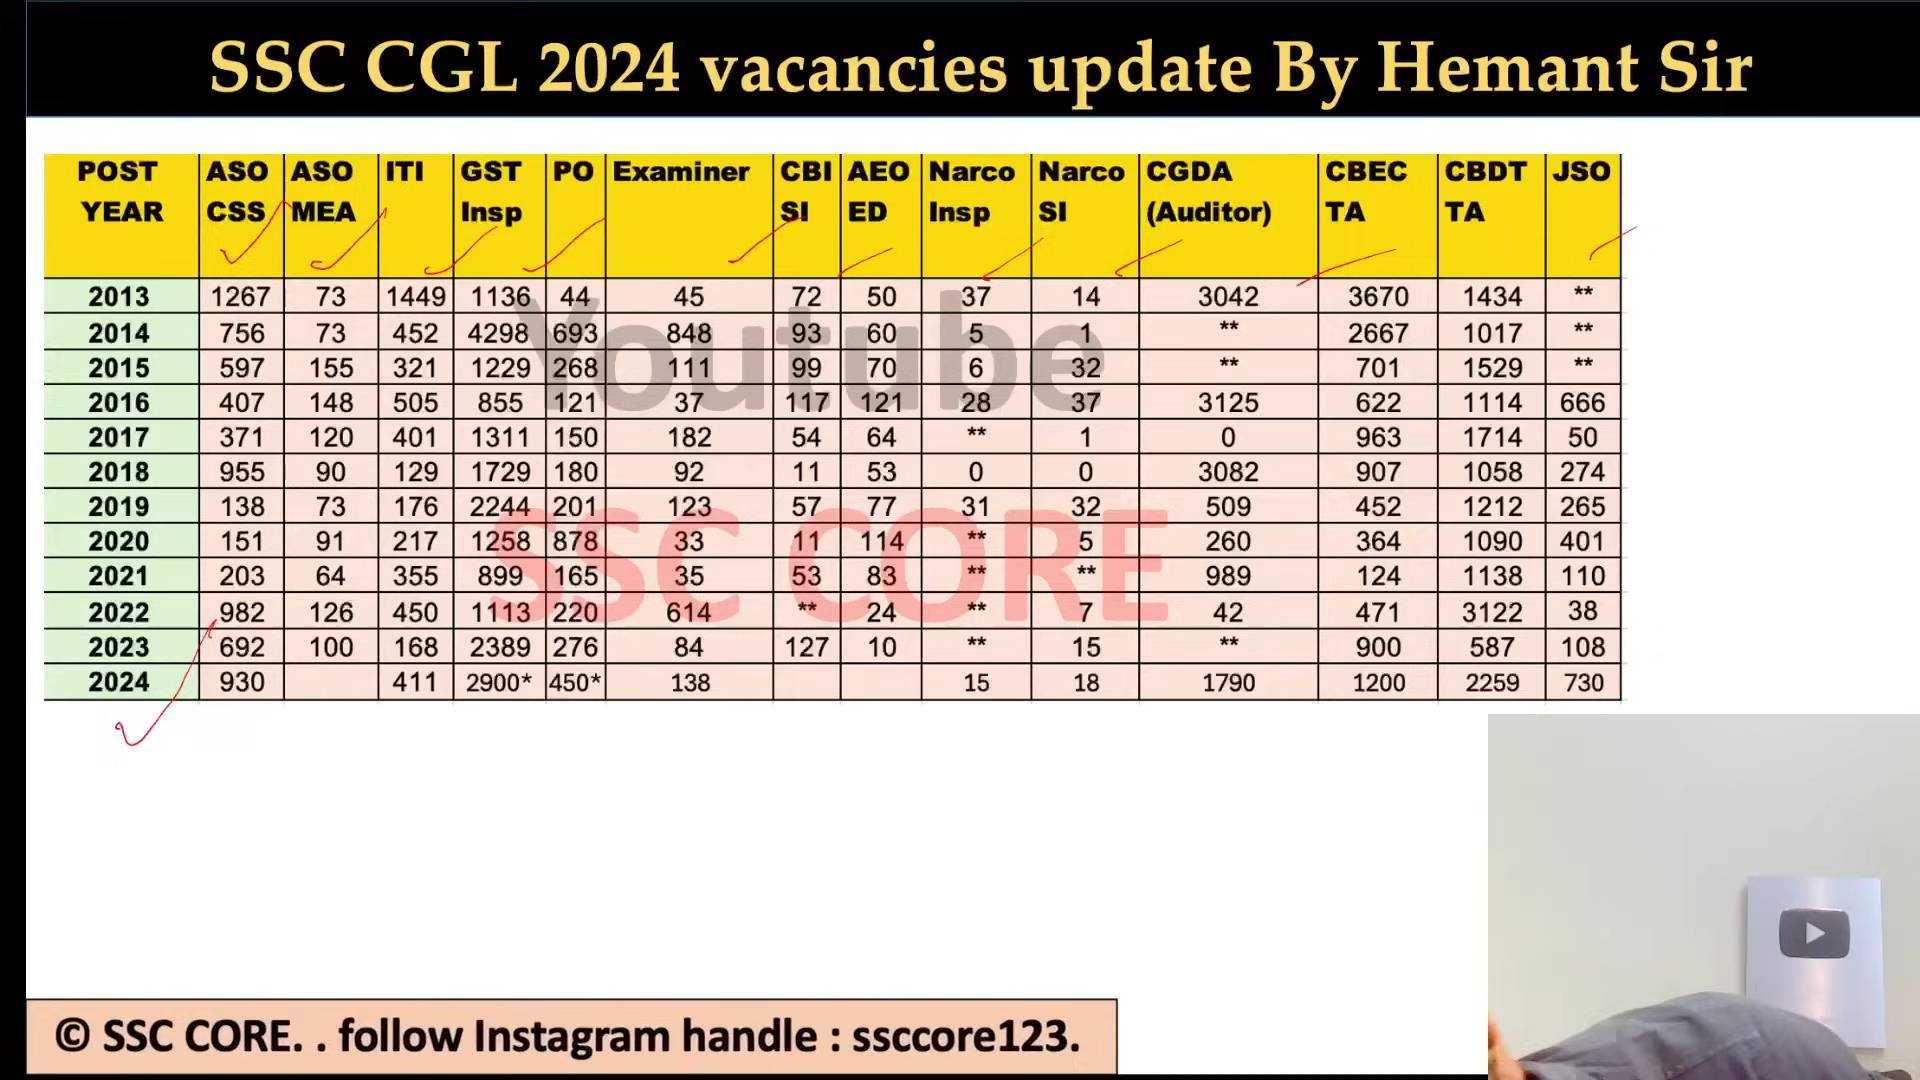 SSC CGL 2024 vacancies update By Hemant Sir
POST YEAR ASO CSS ASO MEA ITI GST Insp PO Examiner CBI SI AEO ED Narco Insp Narco SI CGDA (Auditor) CBEC TA CBDT TA JSO
2013 1267 73 1449 1136 44 45 72 50 37 14 3042 3670 1434 **
2014 756 73 452 4298 693 848 93 60 5 1 ** 2667 1017 **
2015 597 155 321 1229 268 111 99 70 6 32 ** 701 1529 **
2016 407 148 505 855 121 37 117 121 28 37 3125 622 1114 666
2017 371 120 401 1311 150 182 54 64 ** 1 0 963 1714 50
2018 955 90 129 1729 180 92 11 53 0 0 3082 907 1058 274
2019 138 73 176 2244 201 123 57 77 31 32 509 452 1212 265
2020 151 91 217 1258 878 33 11 114 ** 5 260 364 1090 401
2021 203 64 355 899 165 35 53 83 ** ** 989 124 1138 110
2022 982 126 450 1113 220 614 ** 24 ** 7 42 471 3122 38
2023 692 100 168 2389 276 84 127 10 ** 15 ** 900 587 108
2024 930 411 2900* 450* 138 15 18 1790 1200 2259 730
Youtube
SSC CORE
© SSC CORE. . follow Instagram handle : ssccore123.